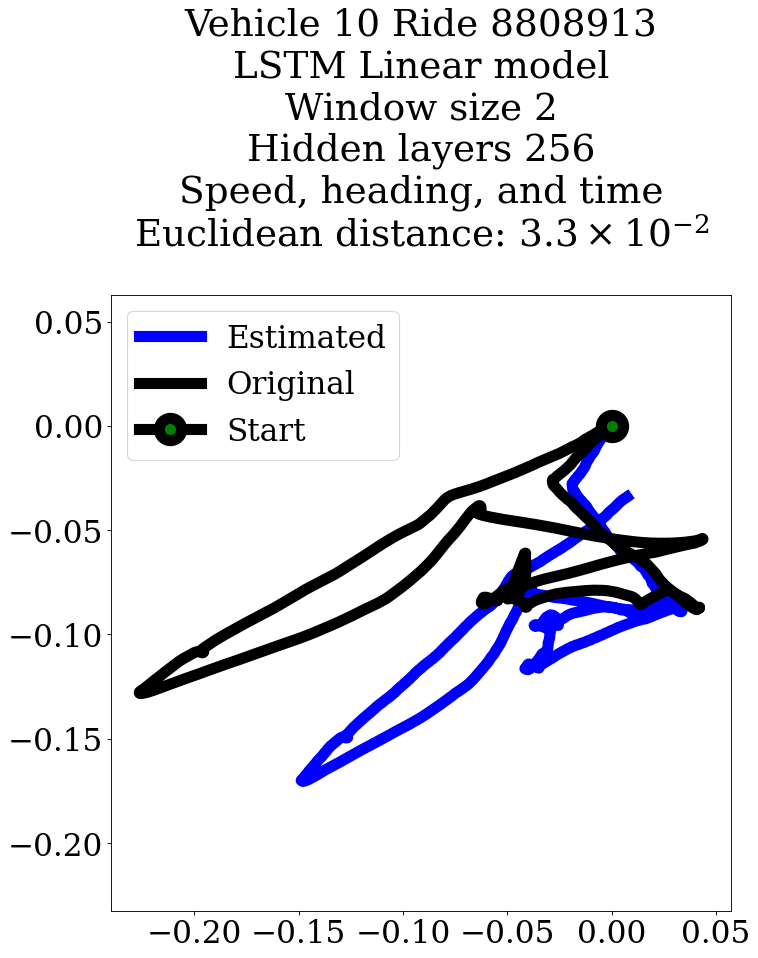 Vehicle 10 Ride 8808913
LSTM Linear model
Window size 2
Hidden layers 256
Speed, heading, and time
Euclidean distance: 3.3 × 10⁻²
Estimated
Original
Start
0.05
0.00
−0.05
−0.10
−0.15
−0.20
−0.20 −0.15 −0.10 −0.05 0.00 0.05